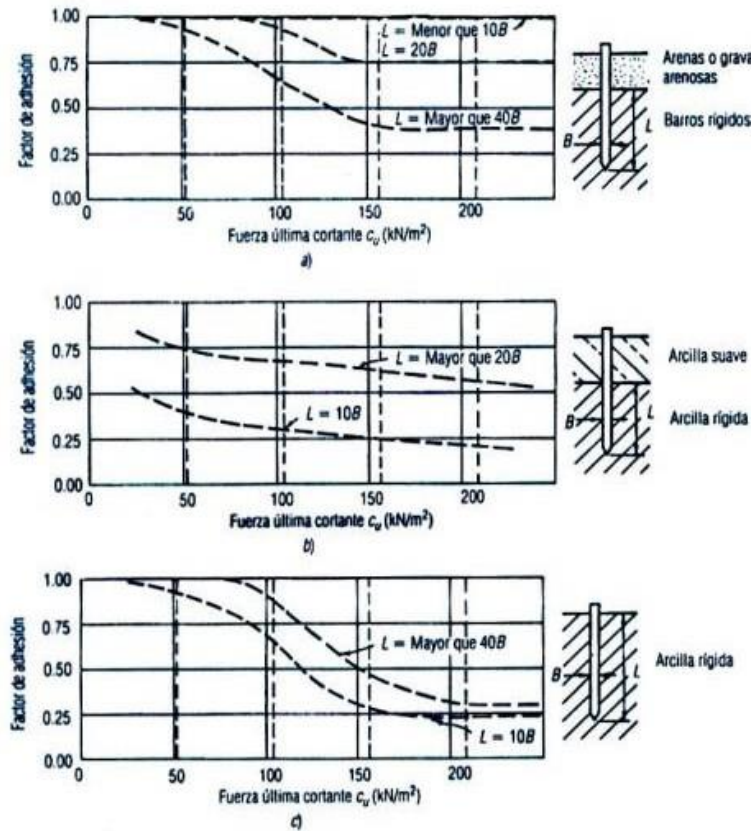 1.00
0.75
0.50
0.25
0.00
Factor de adhesión
L = Menor que 10B
L = 20B
L = Mayor que 40B
0 50 100 150 200
Fuerza última cortante cu (kN/m²)
a)
Arenas o grava
arenosas
Barros rígidos
B
L
1.00
0.75
0.50
0.25
0.00
Factor de adhesión
L = Mayor que 20B
L = 10B
0 50 100 150 200
Fuerza última cortante cu (kN/m²)
b)
Arcilla suave
Arcilla rígida
B
L
1.00
0.75
0.50
0.25
0.00
Factor de adhesión
L = Mayor que 40B
L = 10B
0 50 100 150 200
Fuerza última cortante cu (kN/m²)
c)
Arcilla rígida
B
L